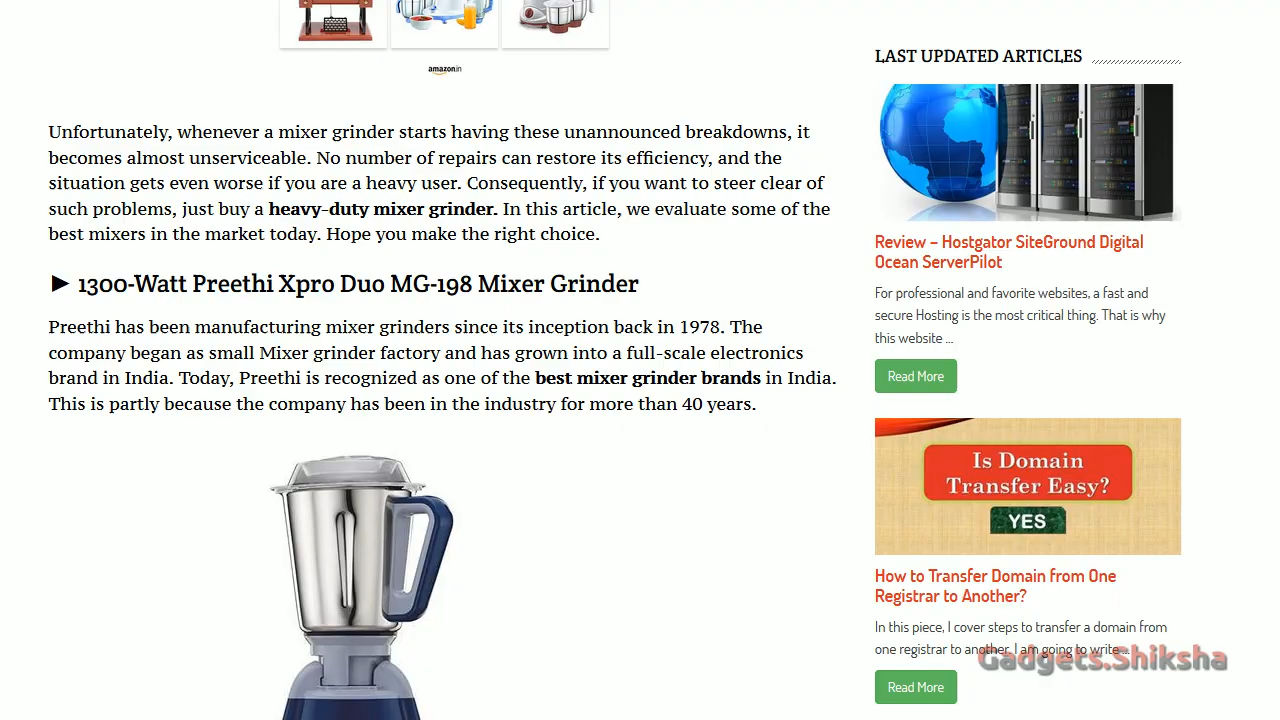 amazon.in
Unfortunately, whenever a mixer grinder starts having these unannounced breakdowns, it
becomes almost unserviceable. No number of repairs can restore its efficiency, and the
situation gets even worse if you are a heavy user. Consequently, if you want to steer clear of
such problems, just buy a heavy-duty mixer grinder. In this article, we evaluate some of the
best mixers in the market today. Hope you make the right choice.
► 1300-Watt Preethi Xpro Duo MG-198 Mixer Grinder
Preethi has been manufacturing mixer grinders since its inception back in 1978. The
company began as small Mixer grinder factory and has grown into a full-scale electronics
brand in India. Today, Preethi is recognized as one of the best mixer grinder brands in India.
This is partly because the company has been in the industry for more than 40 years.
LAST UPDATED ARTICLES
Review – Hostgator SiteGround Digital
Ocean ServerPilot
For professional and favorite websites, a fast and
secure Hosting is the most critical thing. That is why
this website ...
Read More
Is Domain
Transfer Easy?
YES
How to Transfer Domain from One
Registrar to Another?
In this piece, I cover steps to transfer a domain from
one registrar to another. I am going to write ...
Gadgets.Shiksha
Read More